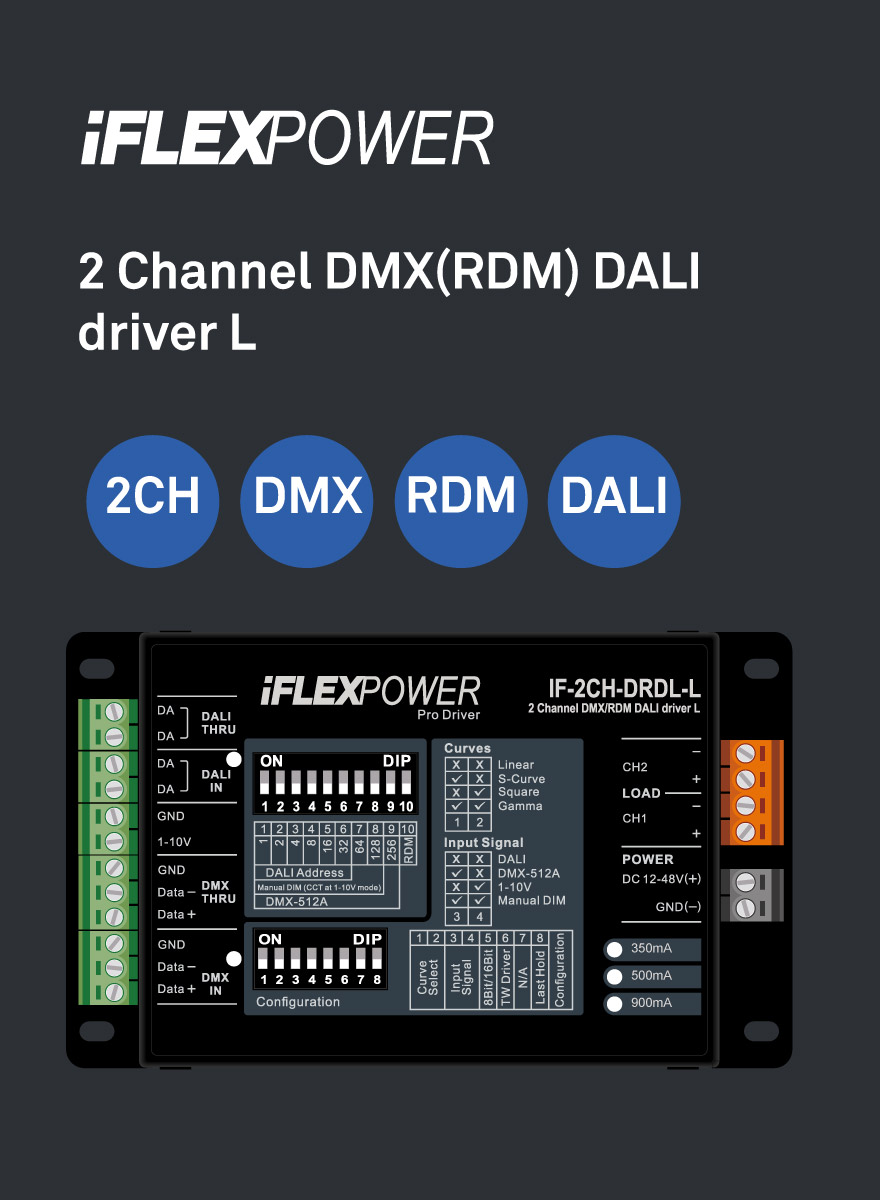 iFLEXPOWER
2 Channel DMX(RDM) DALI
driver L
2CH DMX RDM DALI
iFLEXPOWER
Pro Driver
IF-2CH-DRDL-L
2 Channel DMX/RDM DALI driver L
DA
DA
DALI
THRU
DA
DA
DALI
IN
GND
1-10V
GND
Data−
Data+
DMX
THRU
GND
Data−
Data+
DMX
IN
ON DIP
1 2 3 4 5 6 7 8 9 10
1 2 3 4 5 6 7 8 9 10
1 2 4 8 16 32 64 128 256 RDM
DALI Address
Manual DIM (CCT at 1-10V mode)
DMX-512A
Curves
X X Linear
✓ X S-Curve
X ✓ Square
✓ ✓ Gamma
1 2
Input Signal
X X DALI
✓ X DMX-512A
X ✓ 1-10V
✓ ✓ Manual DIM
3 4
ON DIP
1 2 3 4 5 6 7 8
Configuration
1 2 3 4 5 6 7 8
Curve
Select
Input
Signal
8Bit/16Bit
TW Driver
N/A
Last Hold
Configuration
−
CH2
+
LOAD
−
CH1
+
POWER
DC 12-48V(+)
GND(−)
350mA
500mA
900mA